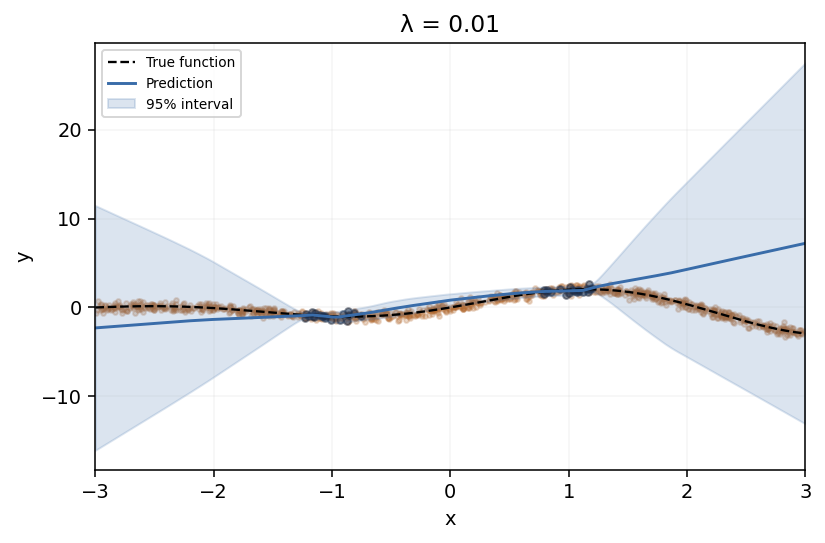 λ = 0.01
True function
Prediction
95% interval
20
10
0
−10
y
−3 −2 −1 0 1 2 3
x